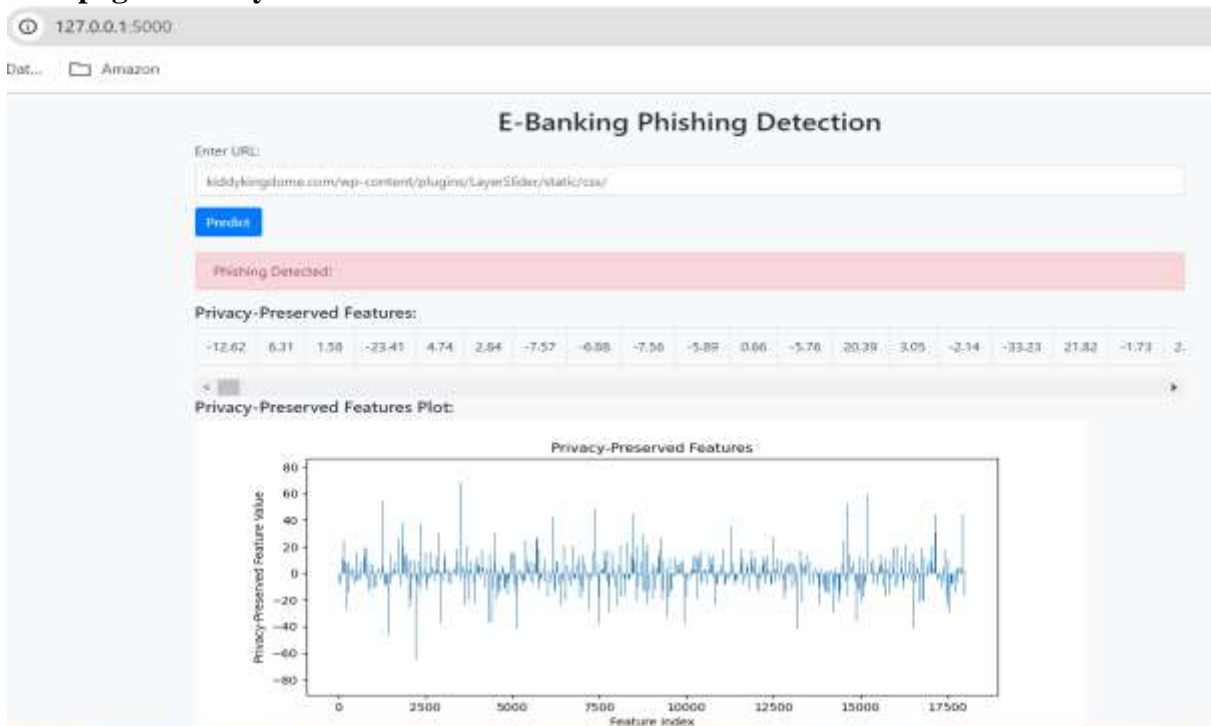 127.0.0.1:5000
Dat... Amazon
E-Banking Phishing Detection
Enter URL:
kiddykingdome.com/wp-content/plugins/LayerSlider/static/css/
Predict
Phishing Detected!
Privacy-Preserved Features:
-12.62 6.31 1.56 -23.41 4.74 2.84 -7.57 -6.88 -7.56 -5.89 0.66 -5.76 20.39 3.05 -2.14 -33.23 21.82 -1.73 2.
Privacy-Preserved Features Plot:
Privacy-Preserved Features
80
60
40
20
0
-20
-40
-60
-80
Privacy-Preserved Feature Value
0 2500 5000 7500 10000 12500 15000 17500
Feature Index